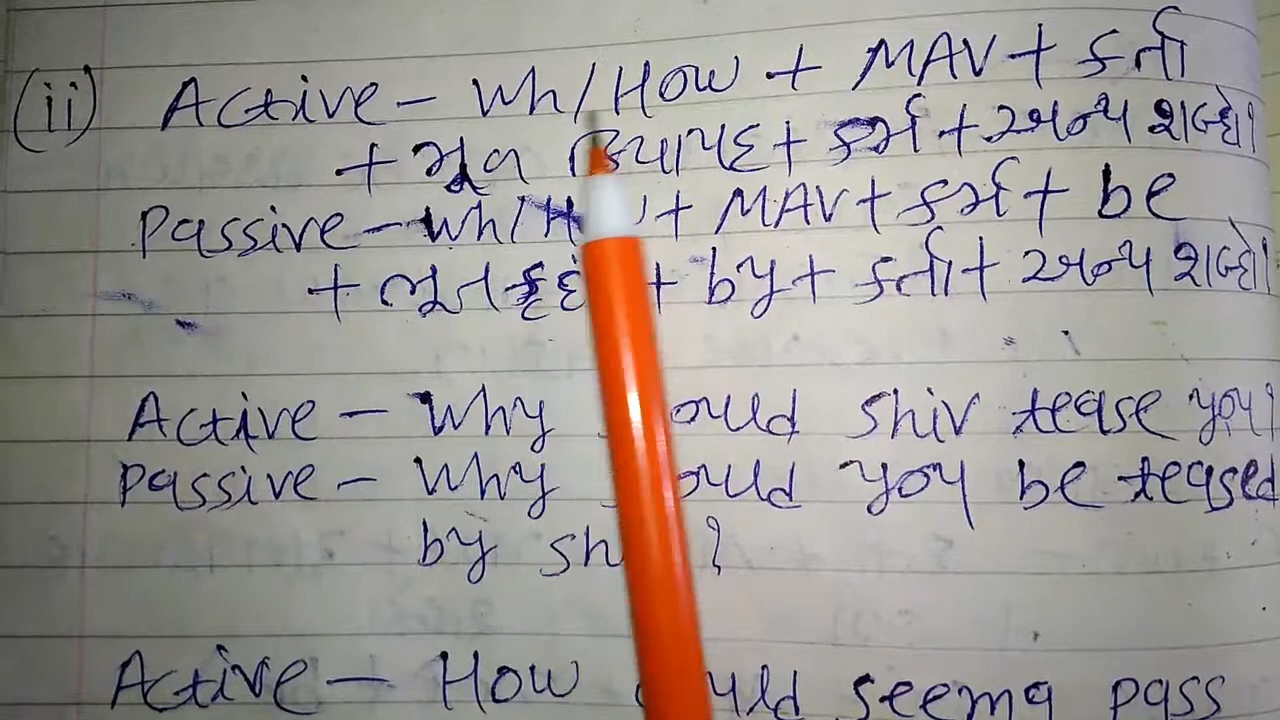 (ii) Active - Wh/How + MAV + કર્તા
+ મૂળ ક્રિયાપદ + કર્મ + અન્ય શબ્દો
Passive - Wh/H + MAV + કર્મ + be
+ ભૂત કૃદં + by + કર્તા + અન્ય શબ્દો
Active - Why ould Shiv tease you?
Passive - Why ould you be teased
by Sh ?
Active - How uld seema pass